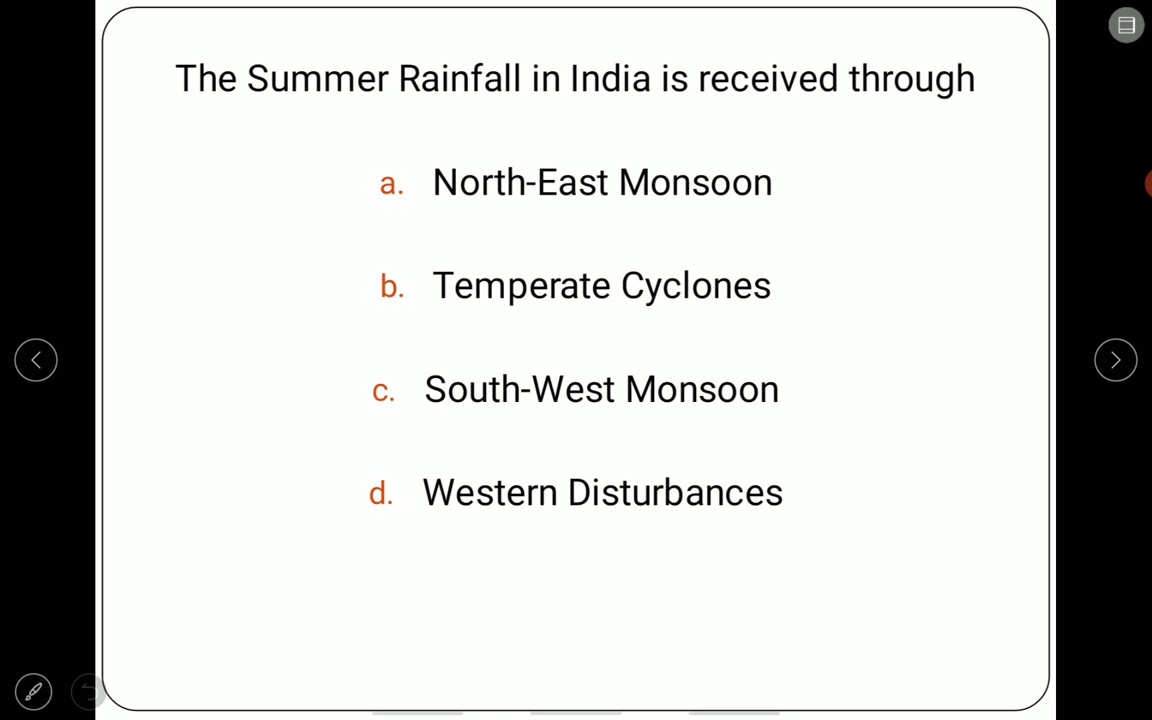 The Summer Rainfall in India is received through
a. North-East Monsoon
b. Temperate Cyclones
c. South-West Monsoon
d. Western Disturbances